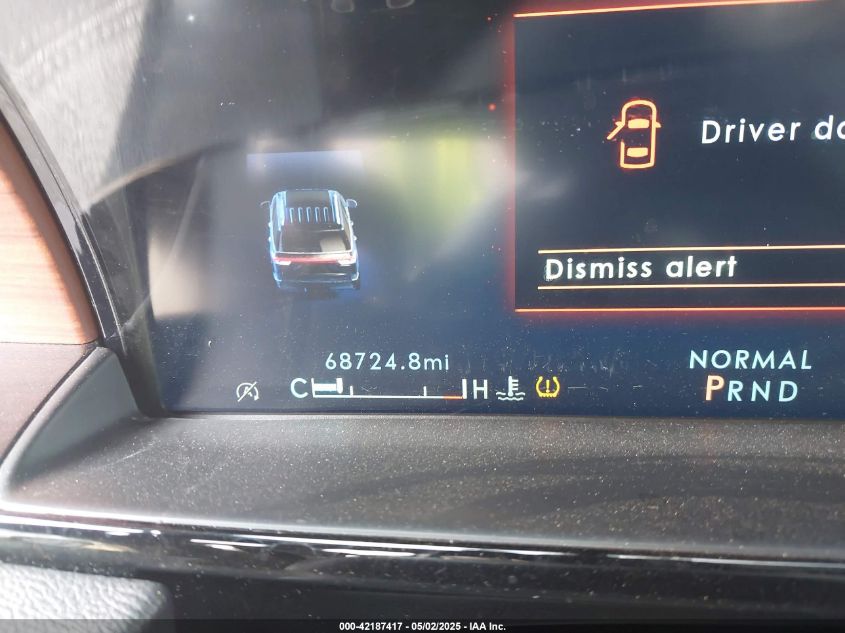 Driver do
Dismiss alert
68724.8mi
NORMAL
C H
PRND
000-42187417 - 05/02/2025 - IAA Inc.